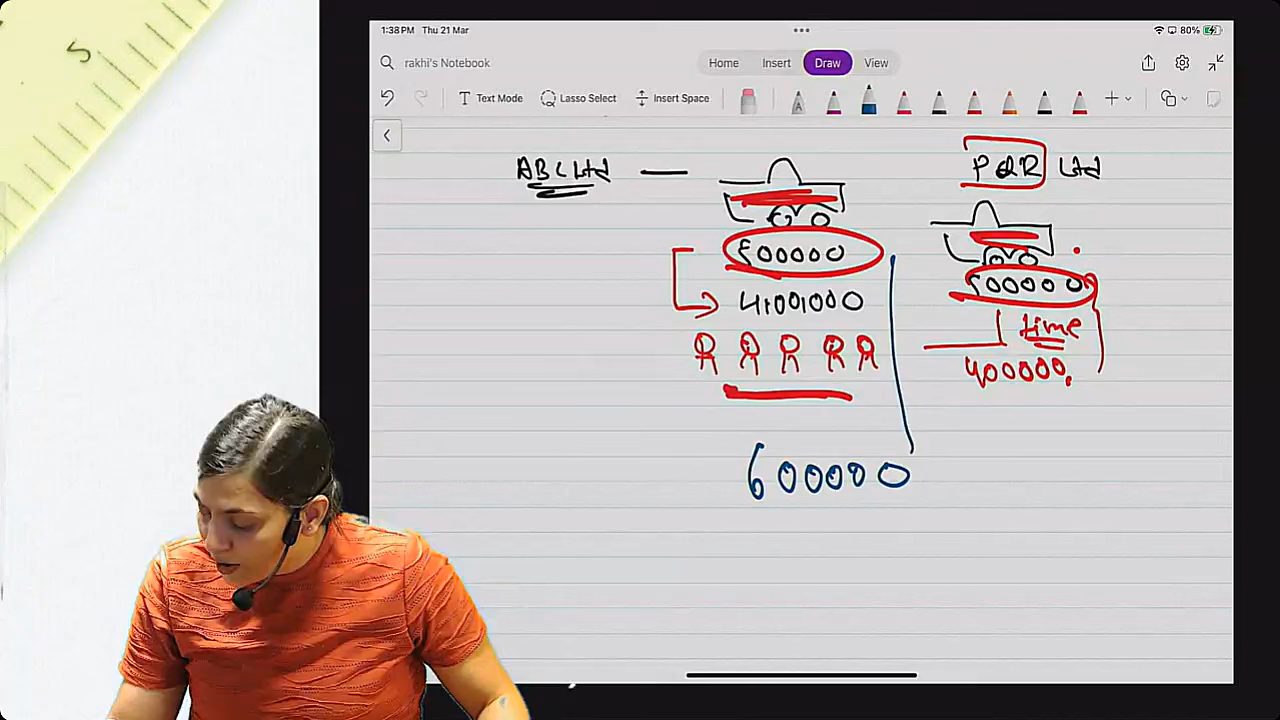 5
1:38 PM Thu 21 Mar
80%
rakhi's Notebook
Home Insert Draw View
Text Mode Lasso Select Insert Space
A
ABC Ltd —
PQR Ltd
500000
4,00,000
500000
1 time
400000
600000